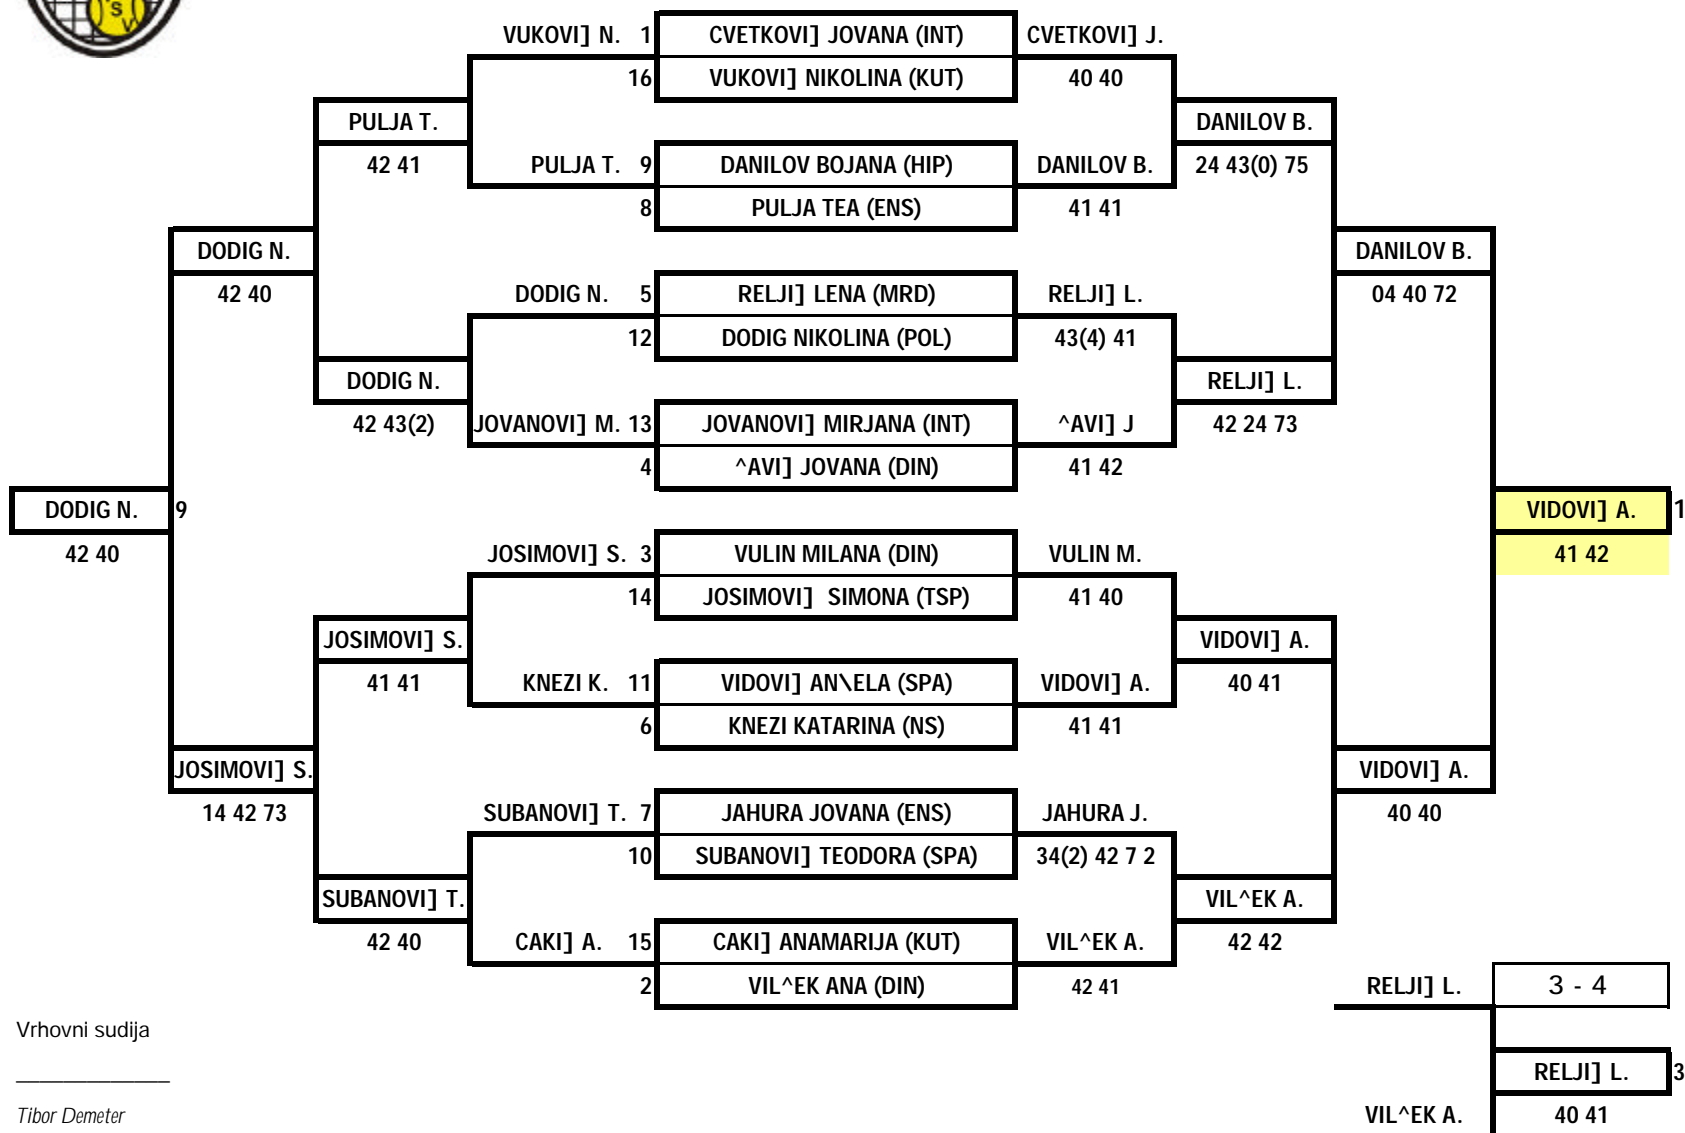 'S
V
VUKOVI] N. 1 CVETKOVI] JOVANA (INT) CVETKOVI] J.
16 VUKOVI] NIKOLINA (KUT) 40 40
PULJA T. DANILOV B.
42 41 PULJA T. 9 DANILOV BOJANA (HIP) DANILOV B. 24 43(0) 75
8 PULJA TEA (ENS) 41 41
DODIG N. DANILOV B.
42 40 DODIG N. 5 RELJI] LENA (MRD) RELJI] L. 04 40 72
12 DODIG NIKOLINA (POL) 43(4) 41
DODIG N. RELJI] L.
42 43(2) JOVANOVI] M. 13 JOVANOVI] MIRJANA (INT) ^AVI] J 42 24 73
4 ^AVI] JOVANA (DIN) 41 42
DODIG N. 9 VIDOVI] A. 1
42 40 JOSIMOVI] S. 3 VULIN MILANA (DIN) VULIN M. 41 42
14 JOSIMOVI] SIMONA (TSP) 41 40
JOSIMOVI] S. VIDOVI] A.
41 41 KNEZI K. 11 VIDOVI] AN\ELA (SPA) VIDOVI] A. 40 41
6 KNEZI KATARINA (NS) 41 41
JOSIMOVI] S. VIDOVI] A.
14 42 73 SUBANOVI] T. 7 JAHURA JOVANA (ENS) JAHURA J. 40 40
10 SUBANOVI] TEODORA (SPA) 34(2) 42 7 2
SUBANOVI] T. VIL^EK A.
42 40 CAKI] A. 15 CAKI] ANAMARIJA (KUT) VIL^EK A. 42 42
2 VIL^EK ANA (DIN) 42 41 RELJI] L. 3 - 4
Vrhovni sudija
RELJI] L. 3
Tibor Demeter VIL^EK A. 40 41